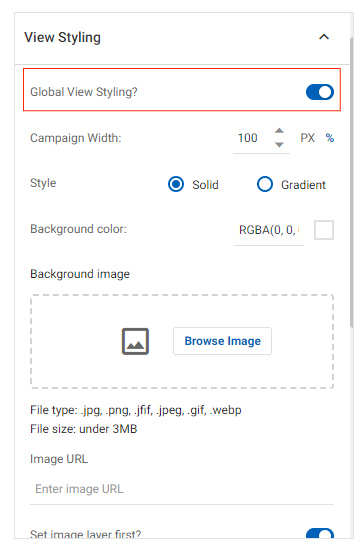 View Styling
Global View Styling?
Campaign Width: 100 PX %
Style Solid Gradient
Background color: RGBA(0, 0,
Background image
Browse Image
File type: .jpg, .png, .jfif, .jpeg, .gif, .webp
File size: under 3MB
Image URL
Enter image URL
Set image layer first?